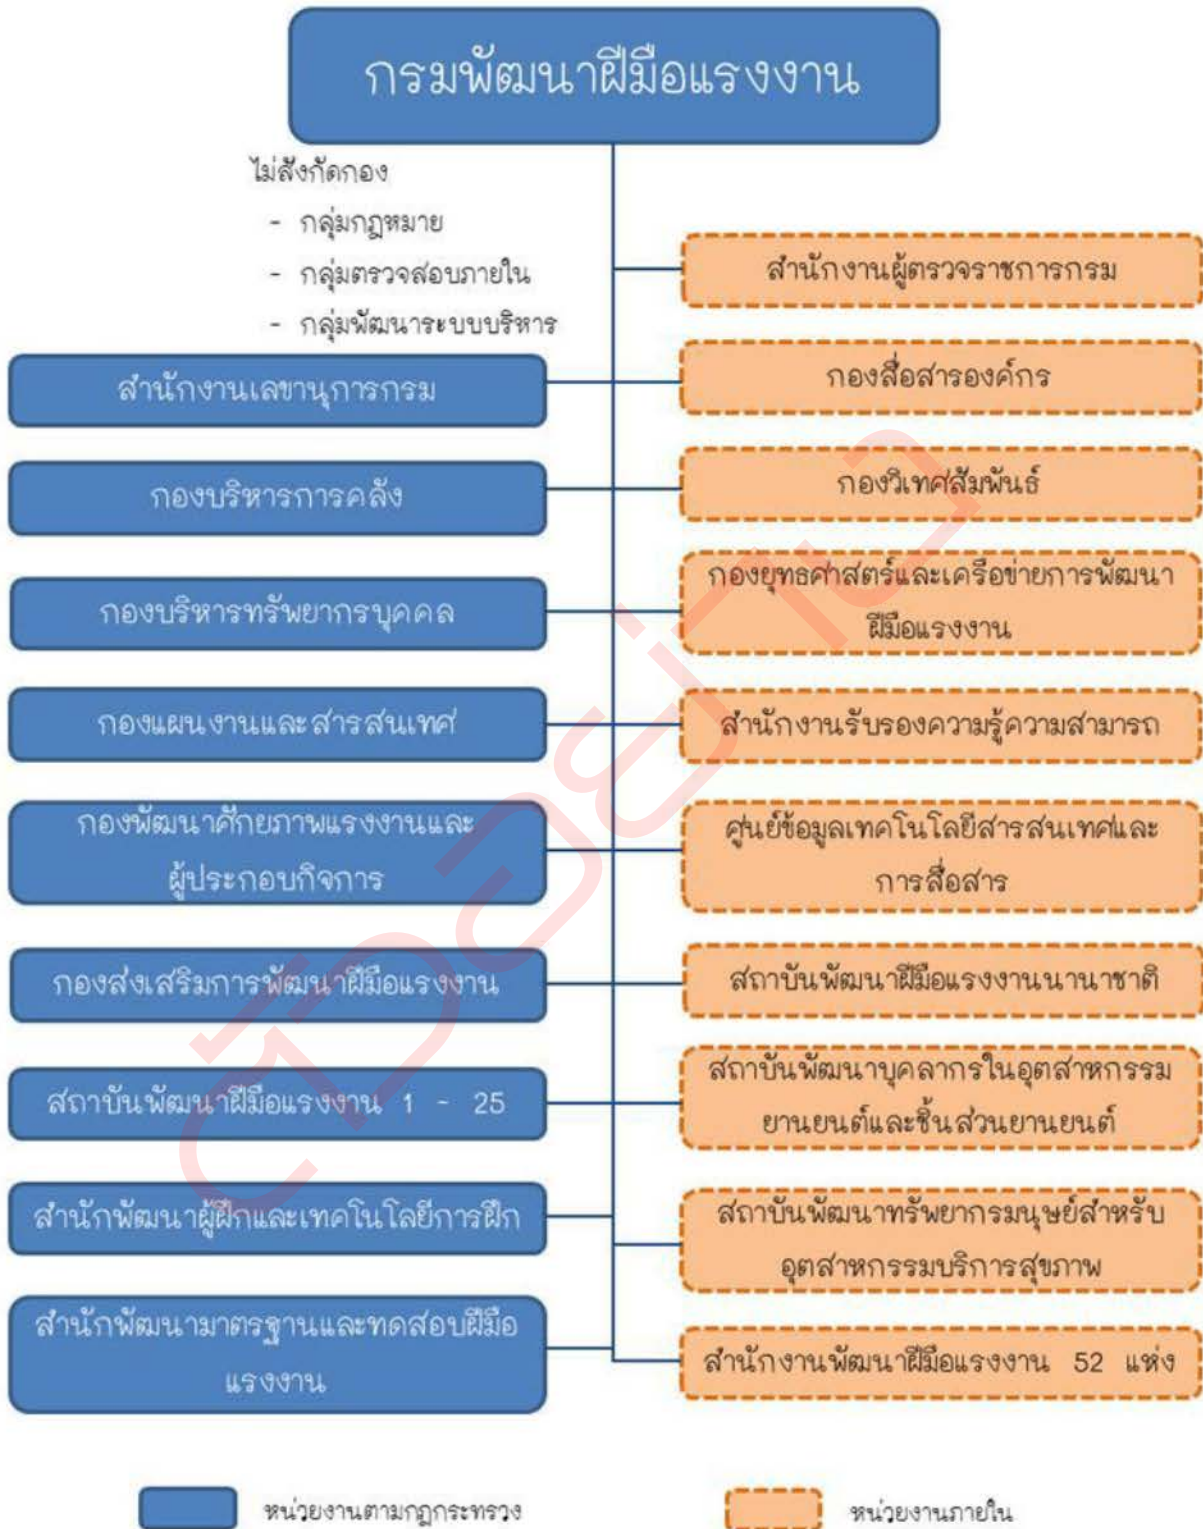 กรมพัฒนาฝีมือแรงงาน
ไม่สังกัดกอง
- กลุ่มกฎหมาย
- กลุ่มตรวจสอบภายใน
- กลุ่มพัฒนาระบบบริหาร
สำนักงานเลขานุการกรม
กองบริหารการคลัง
กองบริหารทรัพยากรบุคคล
กองแผนงานและสารสนเทศ
กองพัฒนาศักยภาพแรงงานและ
ผู้ประกอบกิจการ
กองส่งเสริมการพัฒนาฝีมือแรงงาน
สถาบันพัฒนาฝีมือแรงงาน 1 - 25
สำนักพัฒนาผู้ฝึกและเทคโนโลยีการฝึก
สำนักพัฒนามาตรฐานและทดสอบฝีมือ
แรงงาน
สำนักงานผู้ตรวจราชการกรม
กองสื่อสารองค์กร
กองวิเทศสัมพันธ์
กองยุทธศาสตร์และเครือข่ายการพัฒนา
ฝีมือแรงงาน
สำนักงานรับรองความรู้ความสามารถ
ศูนย์ข้อมูลเทคโนโลยีสารสนเทศและ
การสื่อสาร
สถาบันพัฒนาฝีมือแรงงานนานาชาติ
สถาบันพัฒนาบุคลากรในอุตสาหกรรม
ยานยนต์และชิ้นส่วนยานยนต์
สถาบันพัฒนาทรัพยากรมนุษย์สำหรับ
อุตสาหกรรมบริการสุขภาพ
สำนักงานพัฒนาฝีมือแรงงาน 52 แห่ง
หน่วยงานตามกฎกระทรวง
หน่วยงานภายใน
ตัวอย่าง